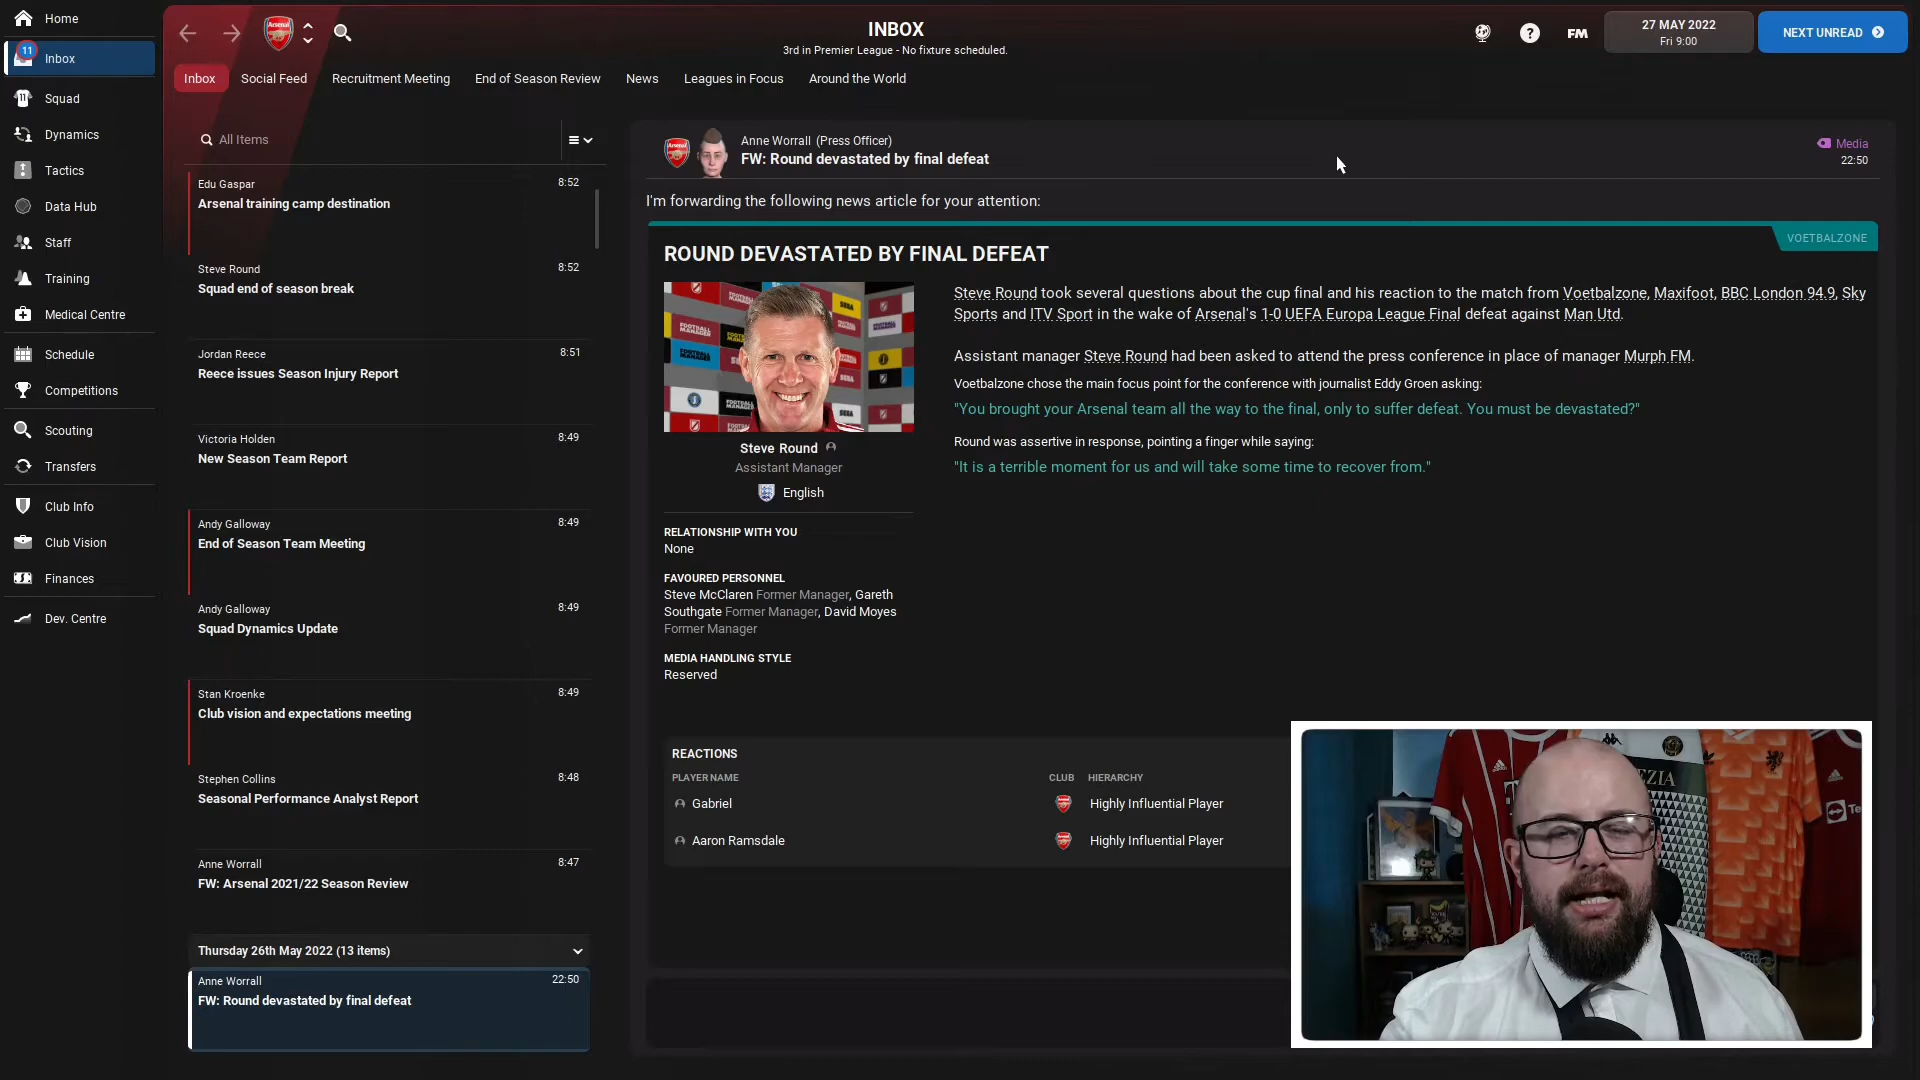 Home
Inbox
11
Squad
Dynamics
Tactics
Data Hub
Staff
Training
Medical Centre
Schedule
Competitions
Scouting
Transfers
Club Info
Club Vision
Finances
Dev. Centre
INBOX
3rd in Premier League - No fixture scheduled.
FM
27 MAY 2022
Fri 9:00
NEXT UNREAD
Inbox
Social Feed
Recruitment Meeting
End of Season Review
News
Leagues in Focus
Around the World
All Items
Edu Gaspar 8:52
Arsenal training camp destination
Steve Round 8:52
Squad end of season break
Jordan Reece 8:51
Reece issues Season Injury Report
Victoria Holden 8:49
New Season Team Report
Andy Galloway 8:49
End of Season Team Meeting
Andy Galloway 8:49
Squad Dynamics Update
Stan Kroenke 8:49
Club vision and expectations meeting
Stephen Collins 8:48
Seasonal Performance Analyst Report
Anne Worrall 8:47
FW: Arsenal 2021/22 Season Review
Thursday 26th May 2022 (13 items)
Anne Worrall 22:50
FW: Round devastated by final defeat
Anne Worrall (Press Officer)
FW: Round devastated by final defeat
Media
22:50
I'm forwarding the following news article for your attention:
VOETBALZONE
ROUND DEVASTATED BY FINAL DEFEAT
Steve Round
Assistant Manager
English
RELATIONSHIP WITH YOU
None
FAVOURED PERSONNEL
Steve McClaren Former Manager, Gareth
Southgate Former Manager, David Moyes
Former Manager
MEDIA HANDLING STYLE
Reserved
Steve Round took several questions about the cup final and his reaction to the match from Voetbalzone, Maxifoot, BBC London 94.9, Sky
Sports and ITV Sport in the wake of Arsenal's 1-0 UEFA Europa League Final defeat against Man Utd.
Assistant manager Steve Round had been asked to attend the press conference in place of manager Murph FM.
Voetbalzone chose the main focus point for the conference with journalist Eddy Groen asking:
"You brought your Arsenal team all the way to the final, only to suffer defeat. You must be devastated?"
Round was assertive in response, pointing a finger while saying:
"It is a terrible moment for us and will take some time to recover from."
REACTIONS
PLAYER NAME CLUB HIERARCHY
Gabriel Highly Influential Player
Aaron Ramsdale Highly Influential Player